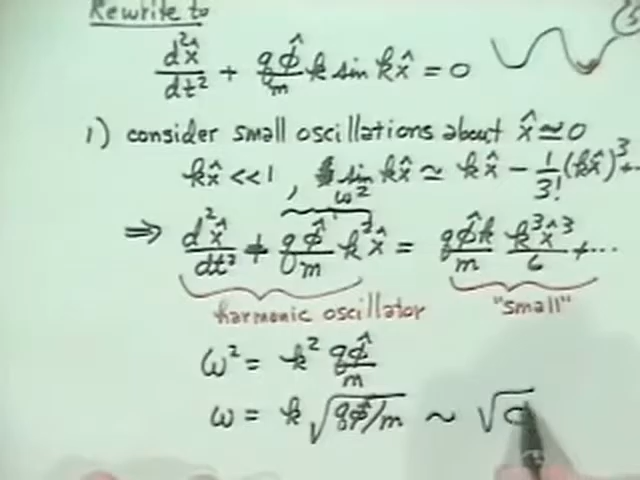 Rewrite to
d²x̂/dt² + qφ̂/m k sin kx̂ = 0
1) consider small oscillations about x̂ ≃ 0
kx̂ << 1, sin kx̂ ≃ kx̂ − 1/3! (kx̂)³ + ...
ω²
⇒ d²x̂/dt² + qφ̂/m k²x̂ = qφ̂k/m k³x̂³/6 + ...
harmonic oscillator "small"
ω² = k² qφ̂/m
ω = k √(qφ̂/m) ~ √